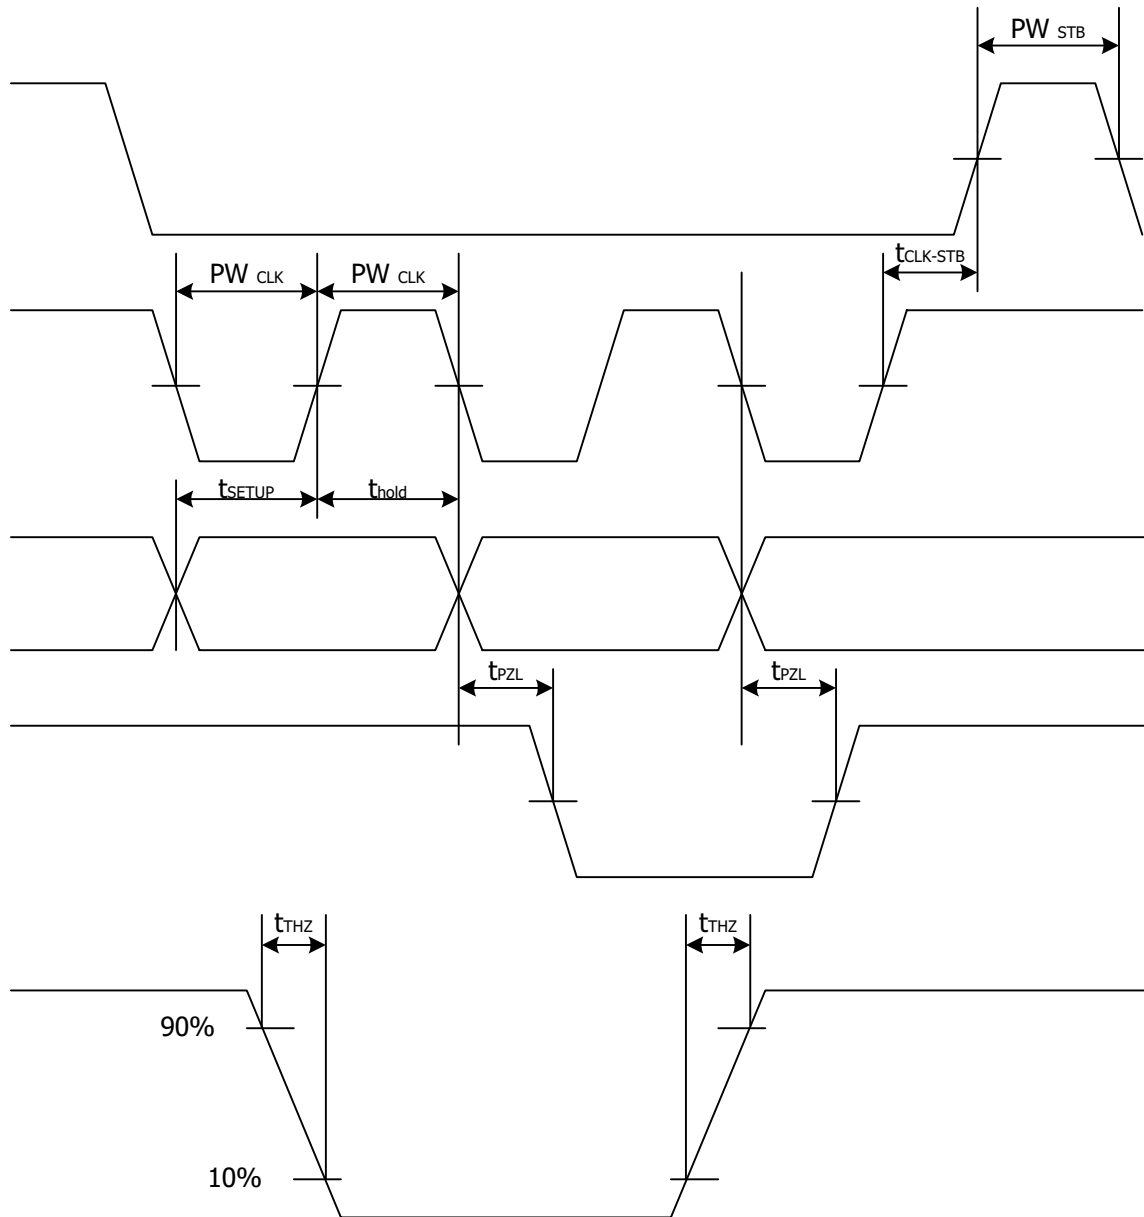 PW STB
tCLK-STB
PW CLK
PW CLK
tSETUP
thold
tPZL
tPZL
tTHZ
tTHZ
90%
10%